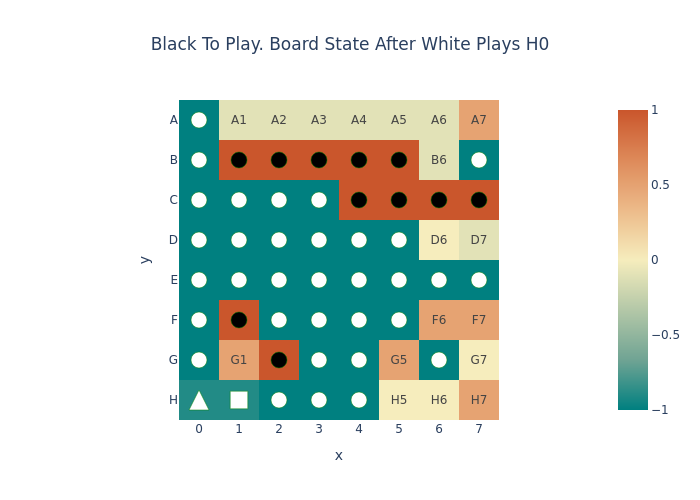 Black To Play. Board State After White Plays H0
A A1 A2 A3 A4 A5 A6 A7 1
B B6
C 0.5
D D6 D7
y 0
E
F F6 F7 −0.5
G G1 G5 G7
H H5 H6 H7 −1
0 1 2 3 4 5 6 7
x